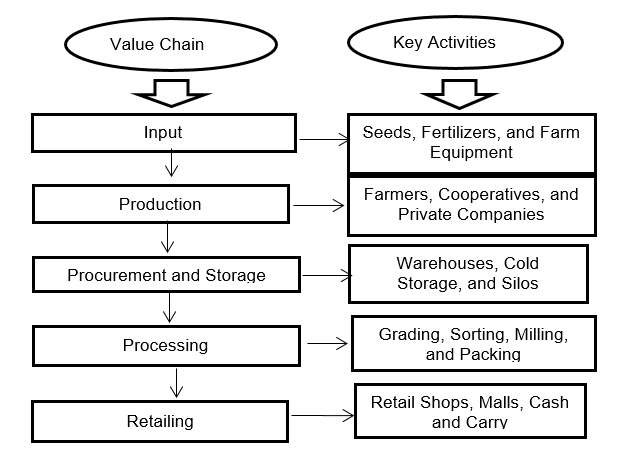 Value Chain
Key Activities
Input
Seeds, Fertilizers, and Farm
Equipment
Production
Farmers, Cooperatives, and
Private Companies
Procurement and Storage
Warehouses, Cold
Storage, and Silos
Processing
Grading, Sorting, Milling,
and Packing
Retailing
Retail Shops, Malls, Cash
and Carry